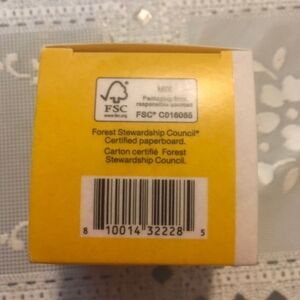 MIX
Packaging from
responsible sources
FSC
www.fsc.org
FSC® C016055
Forest Stewardship Council®
Certified paperboard.
Carton certifié Forest
Stewardship Council.
8 10014 32228 5